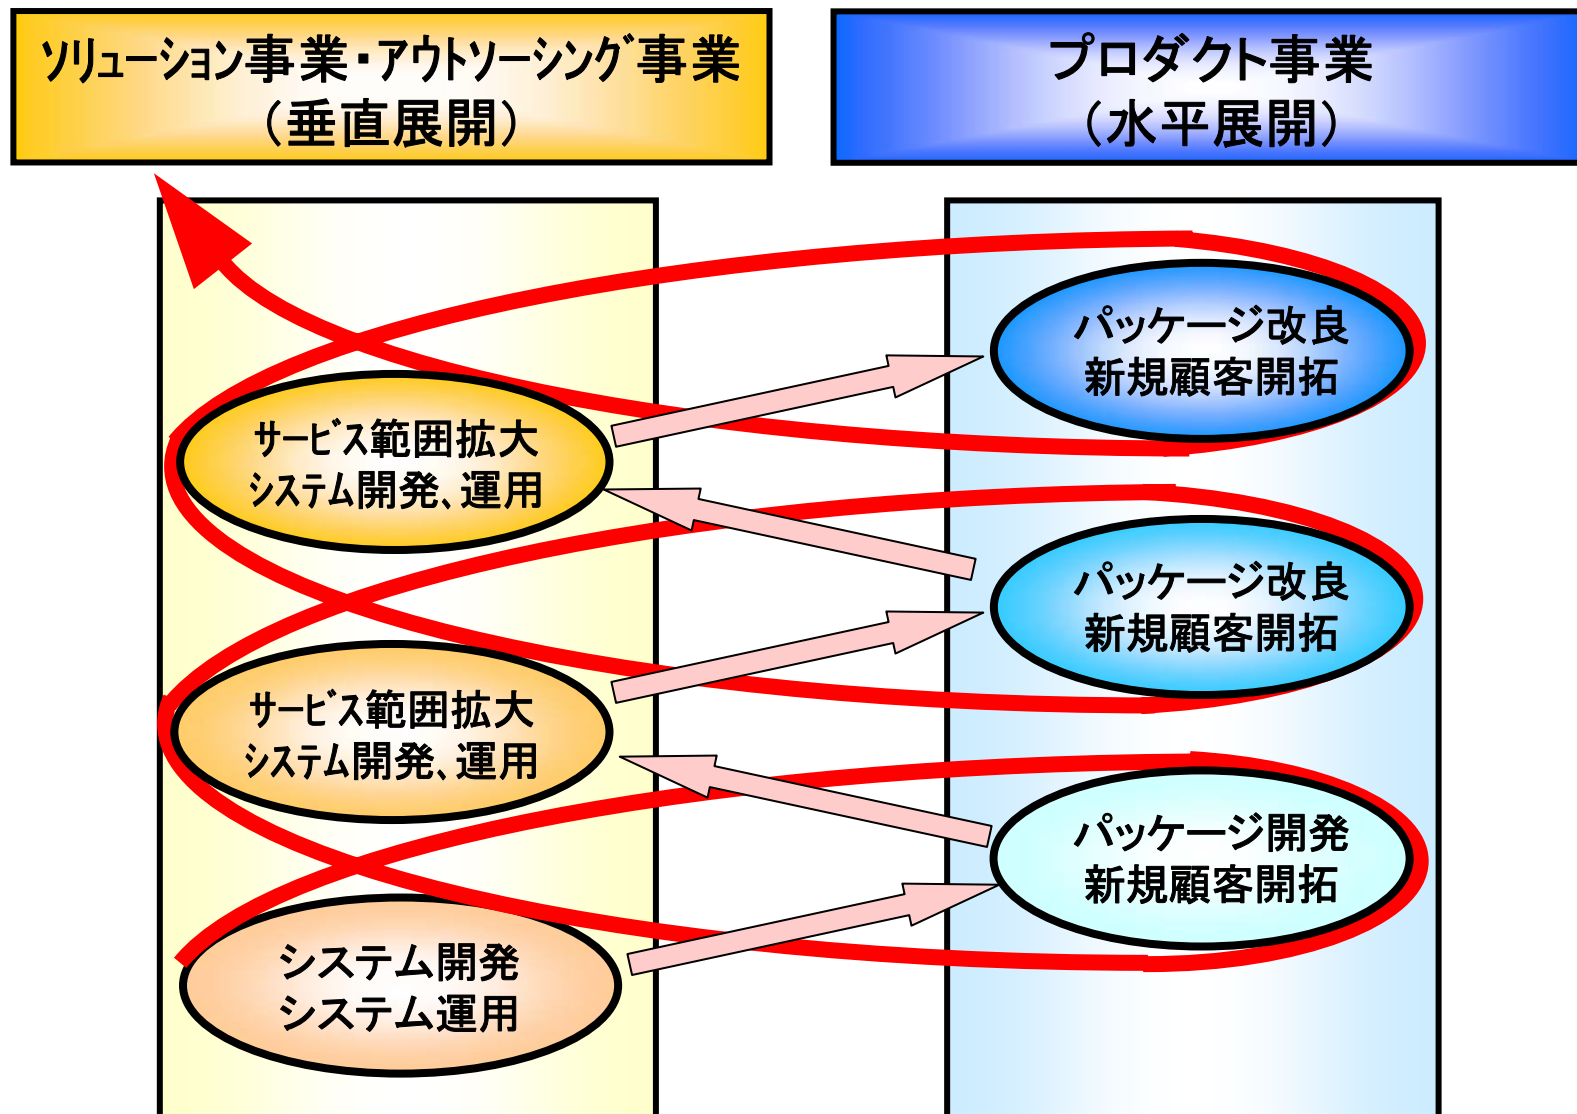 ソリューション事業・アウトソーシング事業
（垂直展開）
プロダクト事業
（水平展開）
パッケージ改良
新規顧客開拓
サービス範囲拡大
システム開発、運用
パッケージ改良
新規顧客開拓
サービス範囲拡大
システム開発、運用
パッケージ開発
新規顧客開拓
システム開発
システム運用